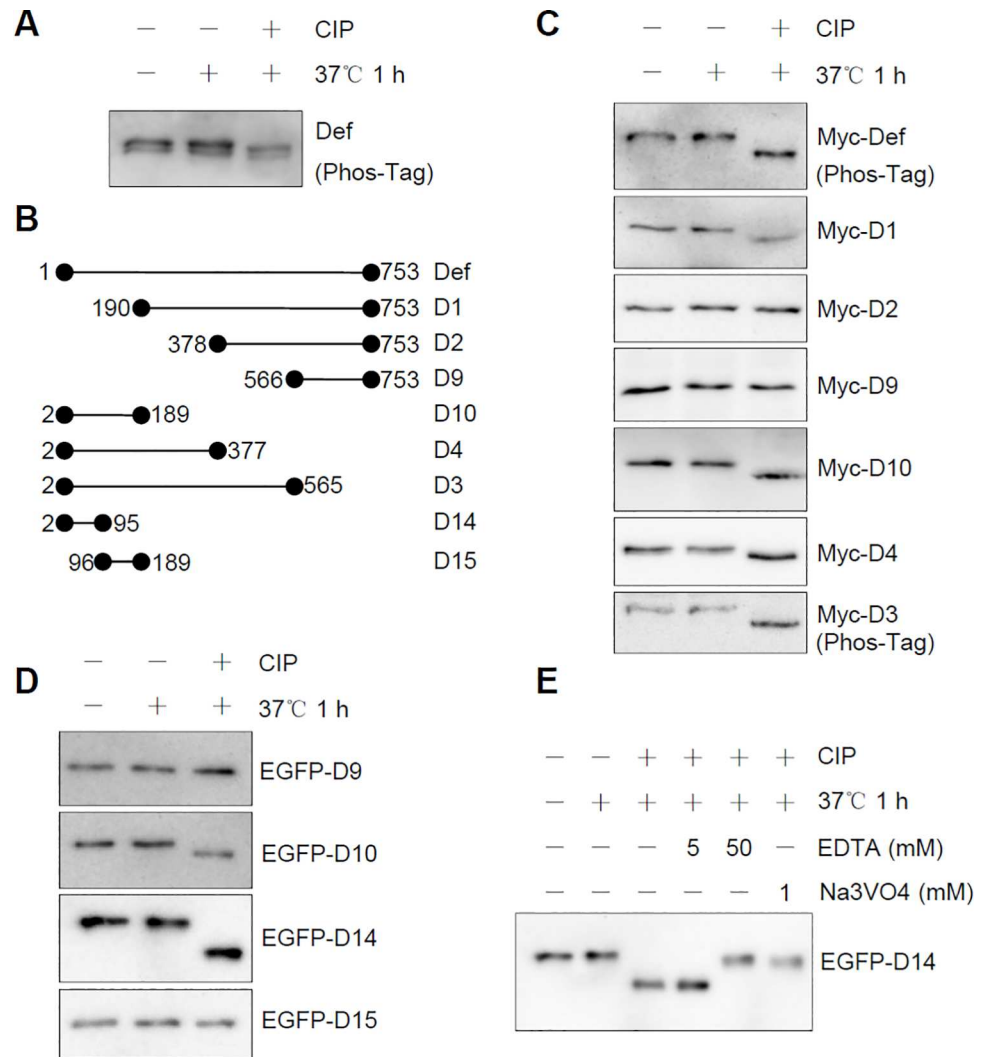 A
− − + CIP
− + + 37℃ 1 h
Def
(Phos-Tag)
B
1 753 Def
190 753 D1
378 753 D2
566 753 D9
2 189 D10
2 377 D4
2 565 D3
2 95 D14
96 189 D15
C
− − + CIP
− + + 37℃ 1 h
Myc-Def
(Phos-Tag)
Myc-D1
Myc-D2
Myc-D9
Myc-D10
Myc-D4
Myc-D3
(Phos-Tag)
D
− − + CIP
− + + 37℃ 1 h
EGFP-D9
EGFP-D10
EGFP-D14
EGFP-D15
E
− − + + + + CIP
− + + + + + 37℃ 1 h
− − − 5 50 − EDTA (mM)
− − − − − 1 Na3VO4 (mM)
EGFP-D14